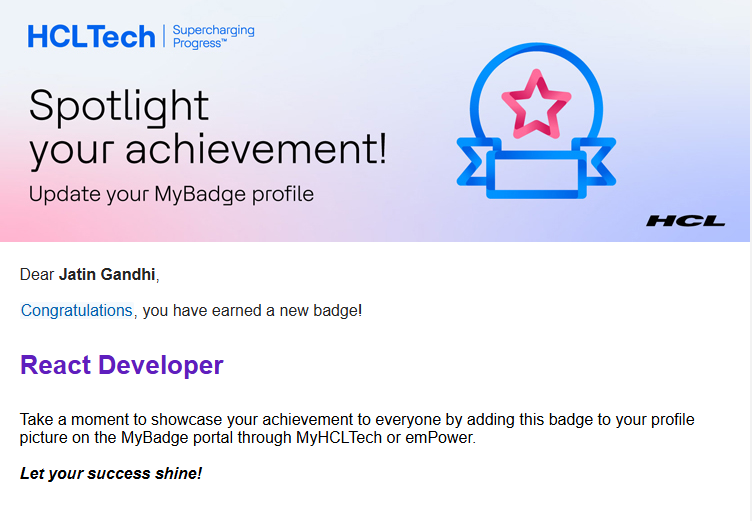 HCLTech | Supercharging
Progress™
Spotlight
your achievement!
Update your MyBadge profile
HCL
Dear Jatin Gandhi,
Congratulations, you have earned a new badge!
React Developer
Take a moment to showcase your achievement to everyone by adding this badge to your profile
picture on the MyBadge portal through MyHCLTech or emPower.
Let your success shine!